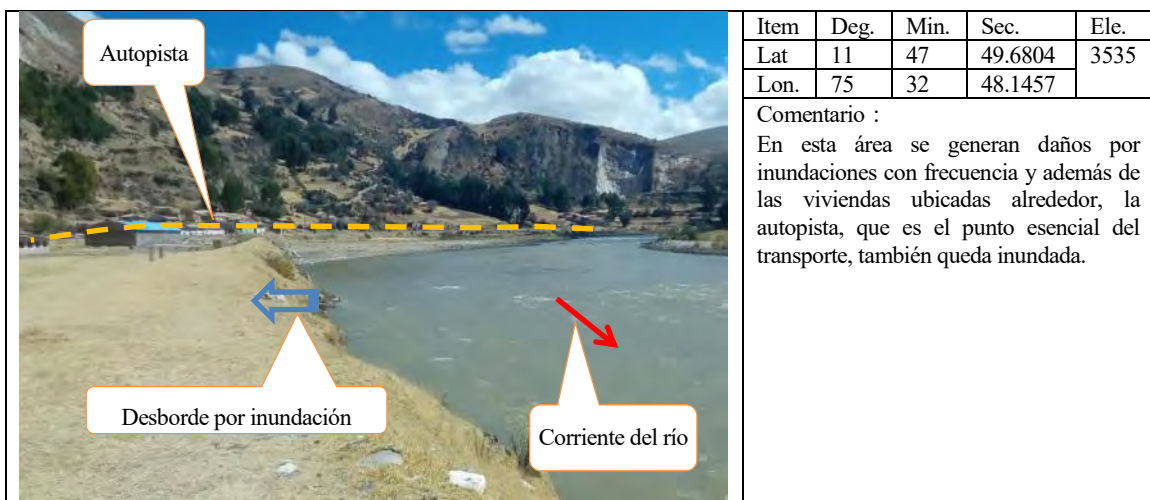 Autopista
Desborde por inundación
Corriente del río
Item Deg. Min. Sec. Ele.
Lat 11 47 49.6804 3535
Lon. 75 32 48.1457
Comentario :
En esta área se generan daños por
inundaciones con frecuencia y además de
las viviendas ubicadas alrededor, la
autopista, que es el punto esencial del
transporte, también queda inundada.